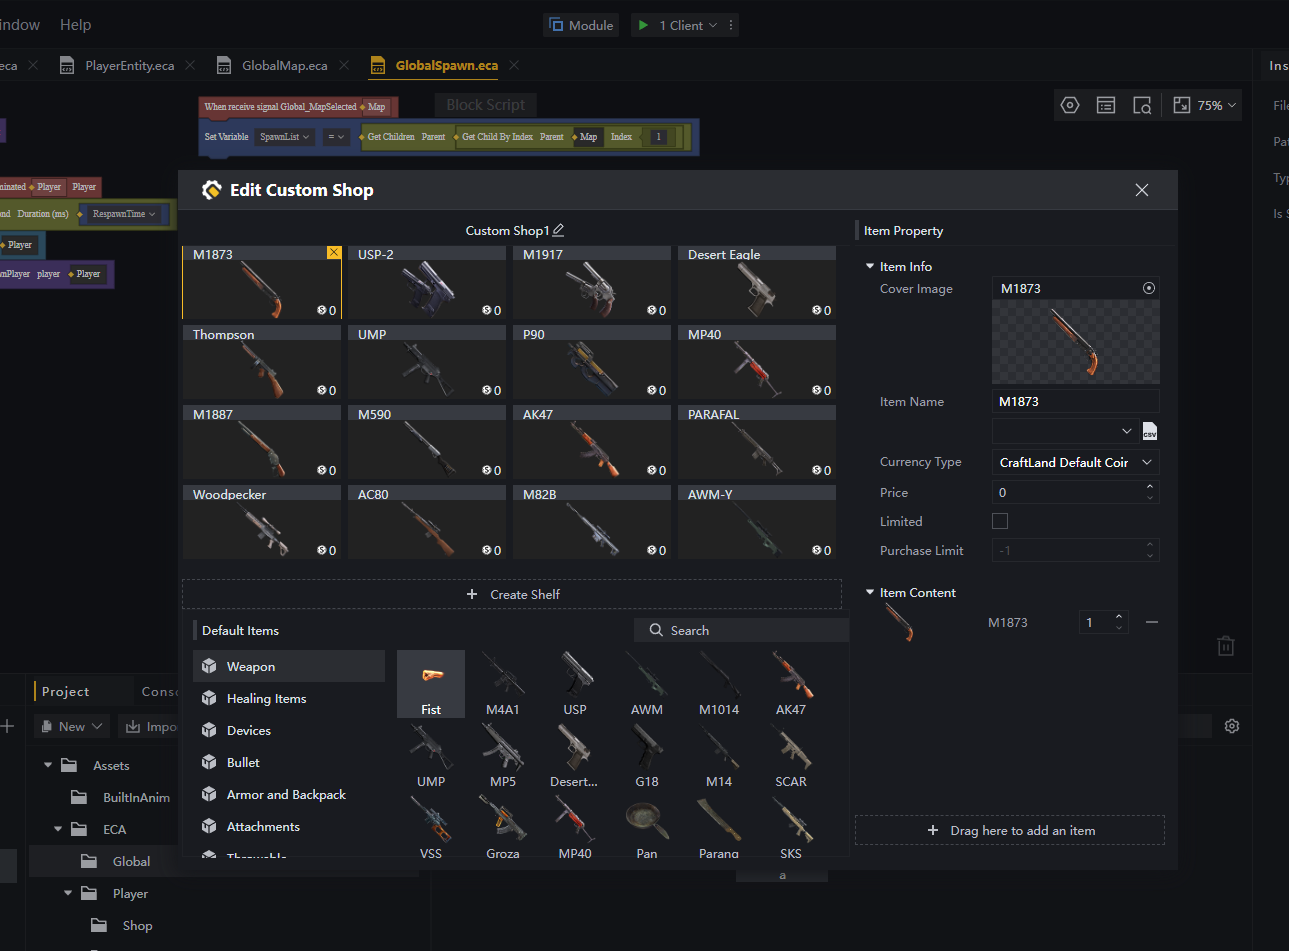 indow Help
Module
1 Client
eca
PlayerEntity.eca
GlobalMap.eca
GlobalSpawn.eca
Ins
When receive signal Global_MapSelected Map
Block Script
75%
File
Set Variable SpawnList = Get Children Parent Get Child By Index Parent Map Index 1
Pat
Typ
Is S
minated Player Player
ond Duration (ms) RespawnTime
Player
wnPlayer player Player
Edit Custom Shop
Custom Shop1
M1873
0
USP-2
0
M1917
0
Desert Eagle
0
Thompson
0
UMP
0
P90
0
MP40
0
M1887
0
M590
0
AK47
0
PARAFAL
0
Woodpecker
0
AC80
0
M82B
0
AWM-Y
0
Create Shelf
Item Property
Item Info
Cover Image
M1873
Item Name
M1873
csv
Currency Type
CraftLand Default Coin
Price
0
Limited
Purchase Limit
-1
Item Content
M1873
1
Drag here to add an item
Default Items
Search
Weapon
Healing Items
Devices
Bullet
Armor and Backpack
Attachments
Throwable
Fist
M4A1
USP
AWM
M1014
AK47
UMP
MP5
Desert...
G18
M14
SCAR
VSS
Groza
MP40
Pan
Parang
SKS
a
Project
Conso
New
Impo
Assets
BuiltInAnim
ECA
Global
Player
Shop